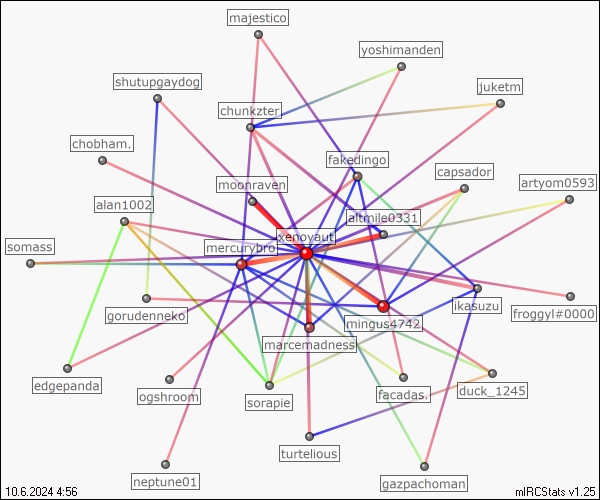 majestico
yoshimanden
shutupgaydog
juketm
chunkzter
chobham.
fakedingo
capsador
moonraven
artyom0593
alan1002
altmile0331
xenoyaut
mercurybro
somass
gorudenneko
mingus4742
ikasuzu
froggyl#0000
marcemadness
edgepanda
ogshroom
sorapie
facadas.
duck_1245
turtelious
neptune01
gazpachoman
10.6.2024 4:56
mIRCStats v1.25